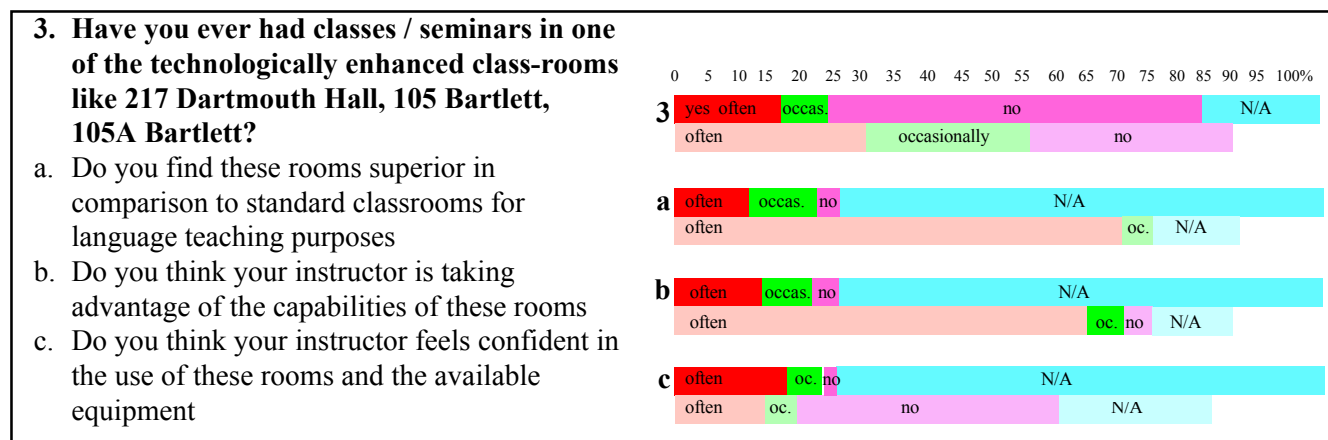 3. Have you ever had classes / seminars in one
of the technologically enhanced class-rooms
like 217 Dartmouth Hall, 105 Bartlett,
105A Bartlett?
a. Do you find these rooms superior in
comparison to standard classrooms for
language teaching purposes
b. Do you think your instructor is taking
advantage of the capabilities of these rooms
c. Do you think your instructor feels confident in
the use of these rooms and the available
equipment
0 5 10 15 20 25 30 35 40 45 50 55 60 65 70 75 80 85 90 95 100%
3 yes often occas. no N/A
often occasionally no
a often occas. no N/A
often oc. N/A
b often occas. no N/A
often oc. no N/A
c often oc. no N/A
often oc. no N/A